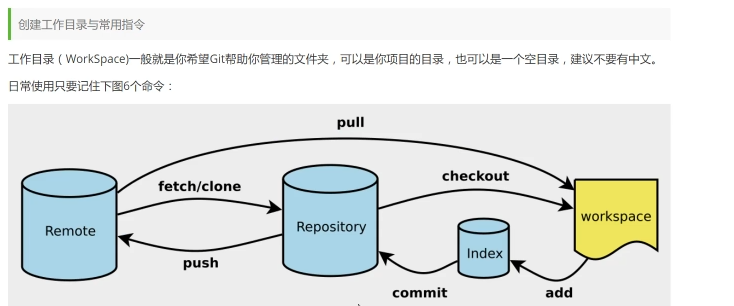 创建工作目录与常用指令
工作目录（WorkSpace)一般就是你希望Git帮助你管理的文件夹，可以是你项目的目录，也可以是一个空目录，建议不要有中文。
日常使用只要记住下图6个命令：
pull
fetch/clone
checkout
Remote
Repository
workspace
Index
push
commit
add